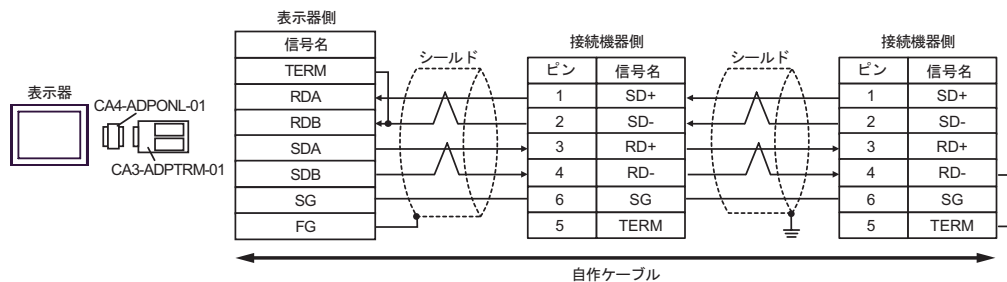 表示器
CA4-ADPONL-01
CA3-ADPTRM-01
表示器側
信号名
TERM
RDA
RDB
SDA
SDB
SG
FG
シールド
接続機器側
ピン 信号名
1 SD+
2 SD-
3 RD+
4 RD-
6 SG
5 TERM
シールド
接続機器側
ピン 信号名
1 SD+
2 SD-
3 RD+
4 RD-
6 SG
5 TERM
自作ケーブル